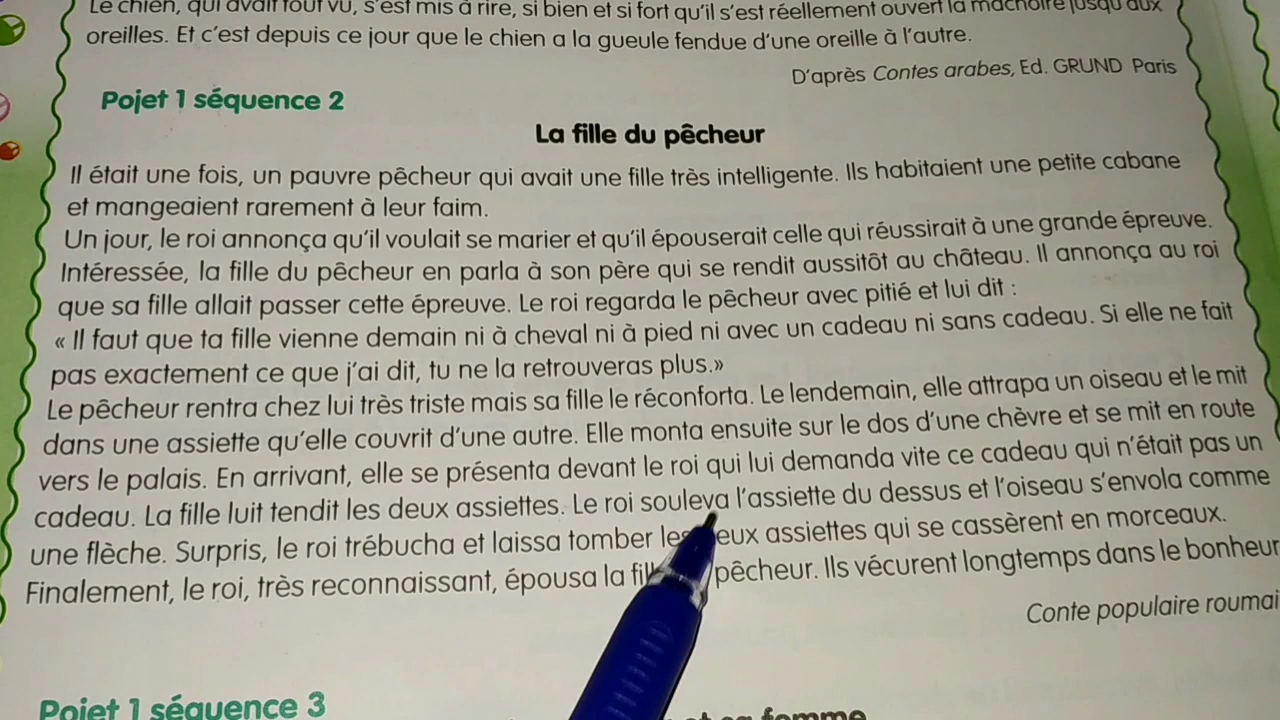 Le chien, qui avait tout vu, s'est mis à rire, si bien et si fort qu'il s'est réellement ouvert la mâchoire jusqu'aux
oreilles. Et c'est depuis ce jour que le chien a la gueule fendue d'une oreille à l'autre.
D'après Contes arabes, Ed. GRUND Paris
Pojet 1 séquence 2
La fille du pêcheur
Il était une fois, un pauvre pêcheur qui avait une fille très intelligente. Ils habitaient une petite cabane
et mangeaient rarement à leur faim.
Un jour, le roi annonça qu'il voulait se marier et qu'il épouserait celle qui réussirait à une grande épreuve.
Intéressée, la fille du pêcheur en parla à son père qui se rendit aussitôt au château. Il annonça au roi
que sa fille allait passer cette épreuve. Le roi regarda le pêcheur avec pitié et lui dit :
« Il faut que ta fille vienne demain ni à cheval ni à pied ni avec un cadeau ni sans cadeau. Si elle ne fait
pas exactement ce que j'ai dit, tu ne la retrouveras plus.»
Le pêcheur rentra chez lui très triste mais sa fille le réconforta. Le lendemain, elle attrapa un oiseau et le mit
dans une assiette qu'elle couvrit d'une autre. Elle monta ensuite sur le dos d'une chèvre et se mit en route
vers le palais. En arrivant, elle se présenta devant le roi qui lui demanda vite ce cadeau qui n'était pas un
cadeau. La fille luit tendit les deux assiettes. Le roi souleva l'assiette du dessus et l'oiseau s'envola comme
une flèche. Surpris, le roi trébucha et laissa tomber les eux assiettes qui se cassèrent en morceaux.
Finalement, le roi, très reconnaissant, épousa la fill pêcheur. Ils vécurent longtemps dans le bonheur
Conte populaire roumai
Pojet 1 séquence 3
et sa femme